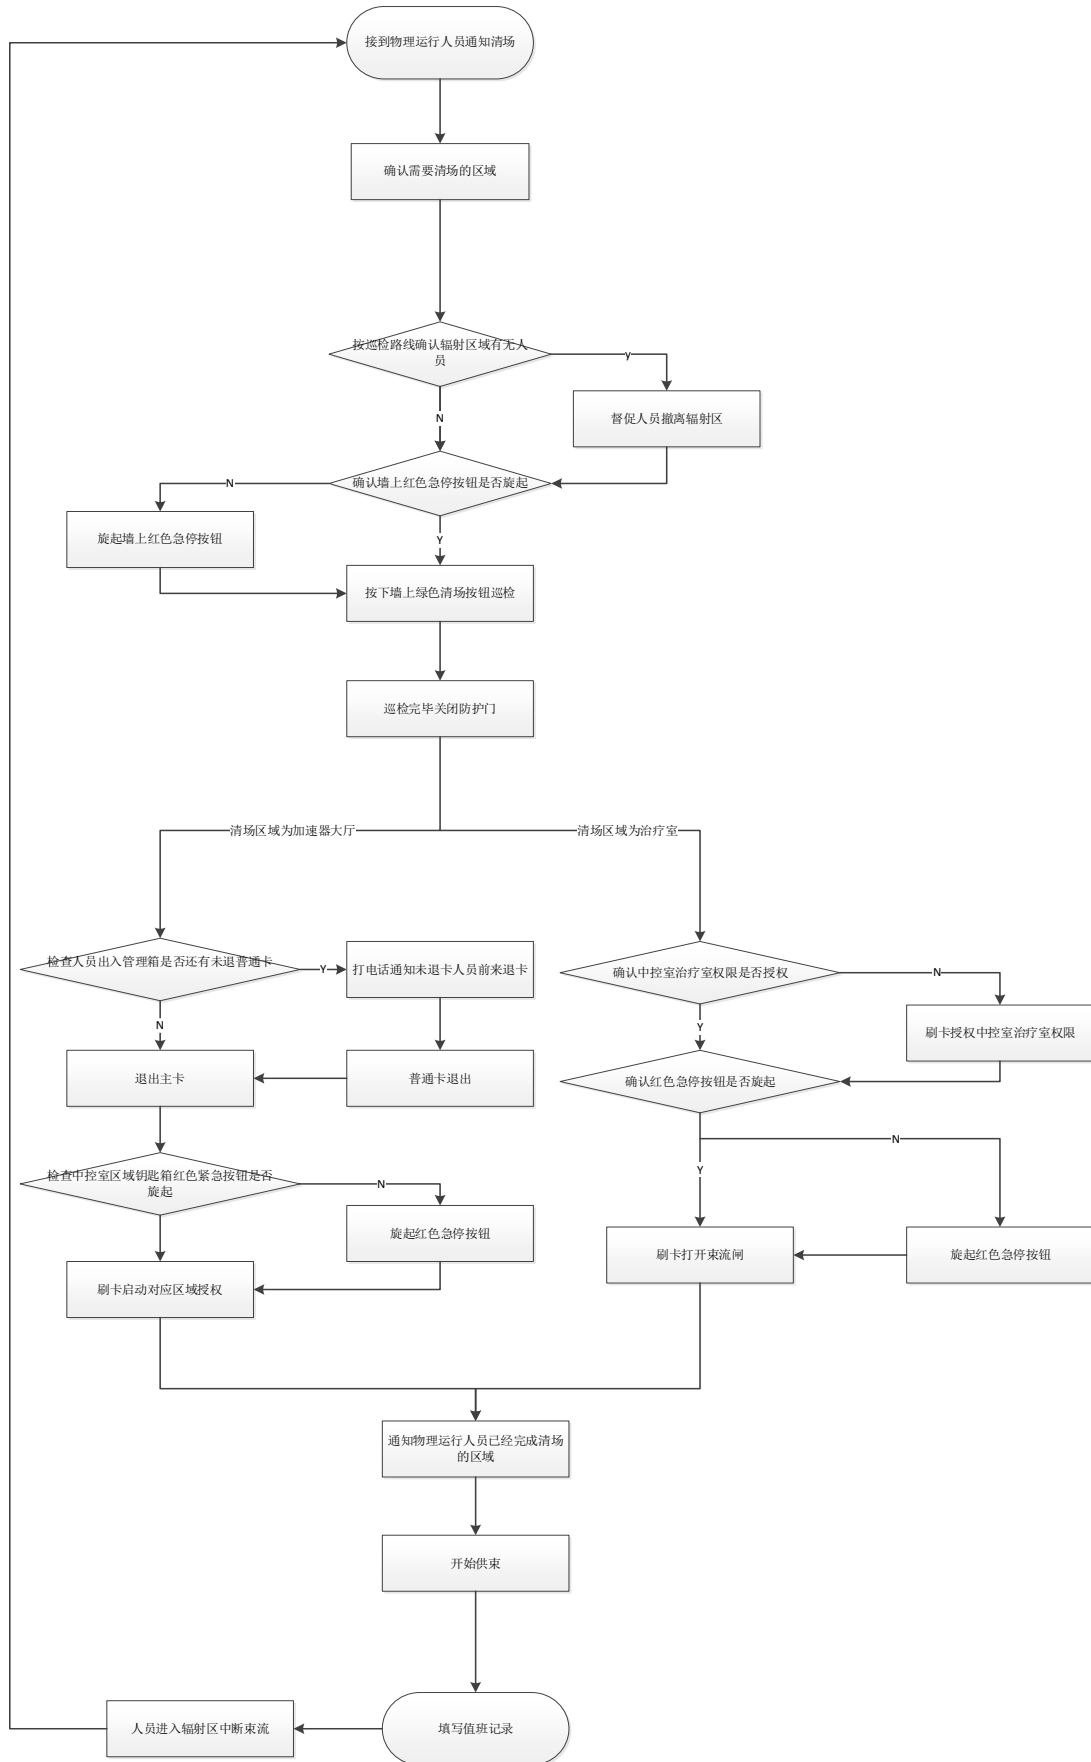 接到物理运行人员通知清场
确认需要清场的区域
按巡检路线确认辐射区域有无人
员
y
督促人员撤离辐射区
N
确认墙上红色急停按钮是否旋起
N
旋起墙上红色急停按钮
Y
按下墙上绿色清场按钮巡检
巡检完毕关闭防护门
清场区域为加速器大厅
清场区域为治疗室
检查人员出入管理箱是否还有未退普通卡
Y
打电话通知未退卡人员前来退卡
确认中控室治疗室权限是否授权
N
N
Y
刷卡授权中控室治疗室权限
退出主卡
普通卡退出
确认红色急停按钮是否旋起
检查中控室区域钥匙箱红色紧急按钮是否
旋起
N
N
Y
旋起红色急停按钮
刷卡打开束流闸
旋起红色急停按钮
刷卡启动对应区域授权
通知物理运行人员已经完成清场
的区域
开始供束
人员进入辐射区中断束流
填写值班记录